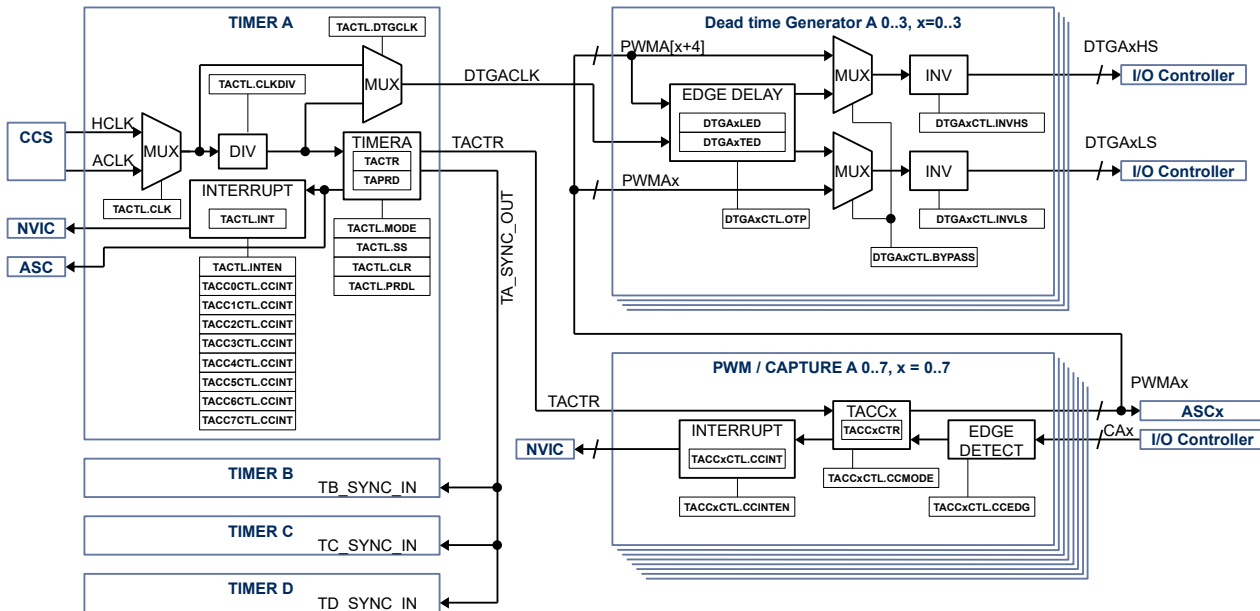 TIMER A
TACTL.DTGCLK
MUX
DTGACLK
TACTL.CLKDIV
CCS
HCLK
ACLK
MUX
DIV
TIMERA
TACTR
TAPRD
TACTR
TACTL.CLK
INTERRUPT
TACTL.INT
NVIC
ASC
TACTL.MODE
TACTL.SS
TACTL.CLR
TACTL.PRDL
TACTL.INTEN
TACC0CTL.CCINT
TACC1CTL.CCINT
TACC2CTL.CCINT
TACC3CTL.CCINT
TACC4CTL.CCINT
TACC5CTL.CCINT
TACC6CTL.CCINT
TACC7CTL.CCINT
TA_SYNC_OUT
TIMER B
TB_SYNC_IN
TIMER C
TC_SYNC_IN
TIMER D
TD_SYNC_IN
Dead time Generator A 0..3, x=0..3
PWMA[x+4]
EDGE DELAY
DTGAxLED
DTGAxTED
MUX
INV
DTGAxHS
I/O Controller
DTGAxCTL.INVHS
PWMAx
MUX
INV
DTGAxLS
I/O Controller
DTGAxCTL.OTP
DTGAxCTL.INVLS
DTGAxCTL.BYPASS
PWM / CAPTURE A 0..7, x = 0..7
TACTR
TACCx
TACCxCTR
PWMAx
ASCx
NVIC
INTERRUPT
TACCxCTL.CCINT
EDGE
DETECT
CAx
I/O Controller
TACCxCTL.CCMODE
TACCxCTL.CCINTEN
TACCxCTL.CCEDG